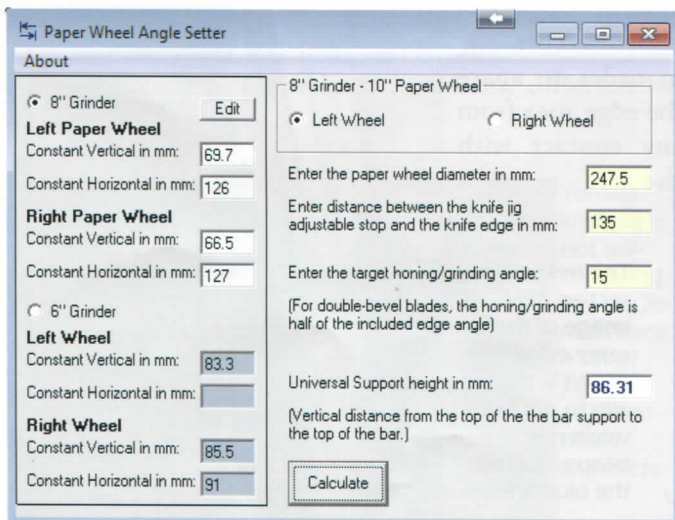 Paper Wheel Angle Setter
About
8" Grinder
Edit
Left Paper Wheel
Constant Vertical in mm: 69.7
Constant Horizontal in mm: 126
Right Paper Wheel
Constant Vertical in mm: 66.5
Constant Horizontal in mm: 127
6" Grinder
Left Wheel
Constant Vertical in mm: 83.3
Constant Horizontal in mm:
Right Wheel
Constant Vertical in mm: 85.5
Constant Horizontal in mm: 91
8" Grinder - 10" Paper Wheel
Left Wheel
Right Wheel
Enter the paper wheel diameter in mm: 247.5
Enter distance between the knife jig
adjustable stop and the knife edge in mm: 135
Enter the target honing/grinding angle: 15
(For double-bevel blades, the honing/grinding angle is
half of the included edge angle)
Universal Support height in mm: 86.31
(Vertical distance from the top of the the bar support to
the top of the bar.)
Calculate